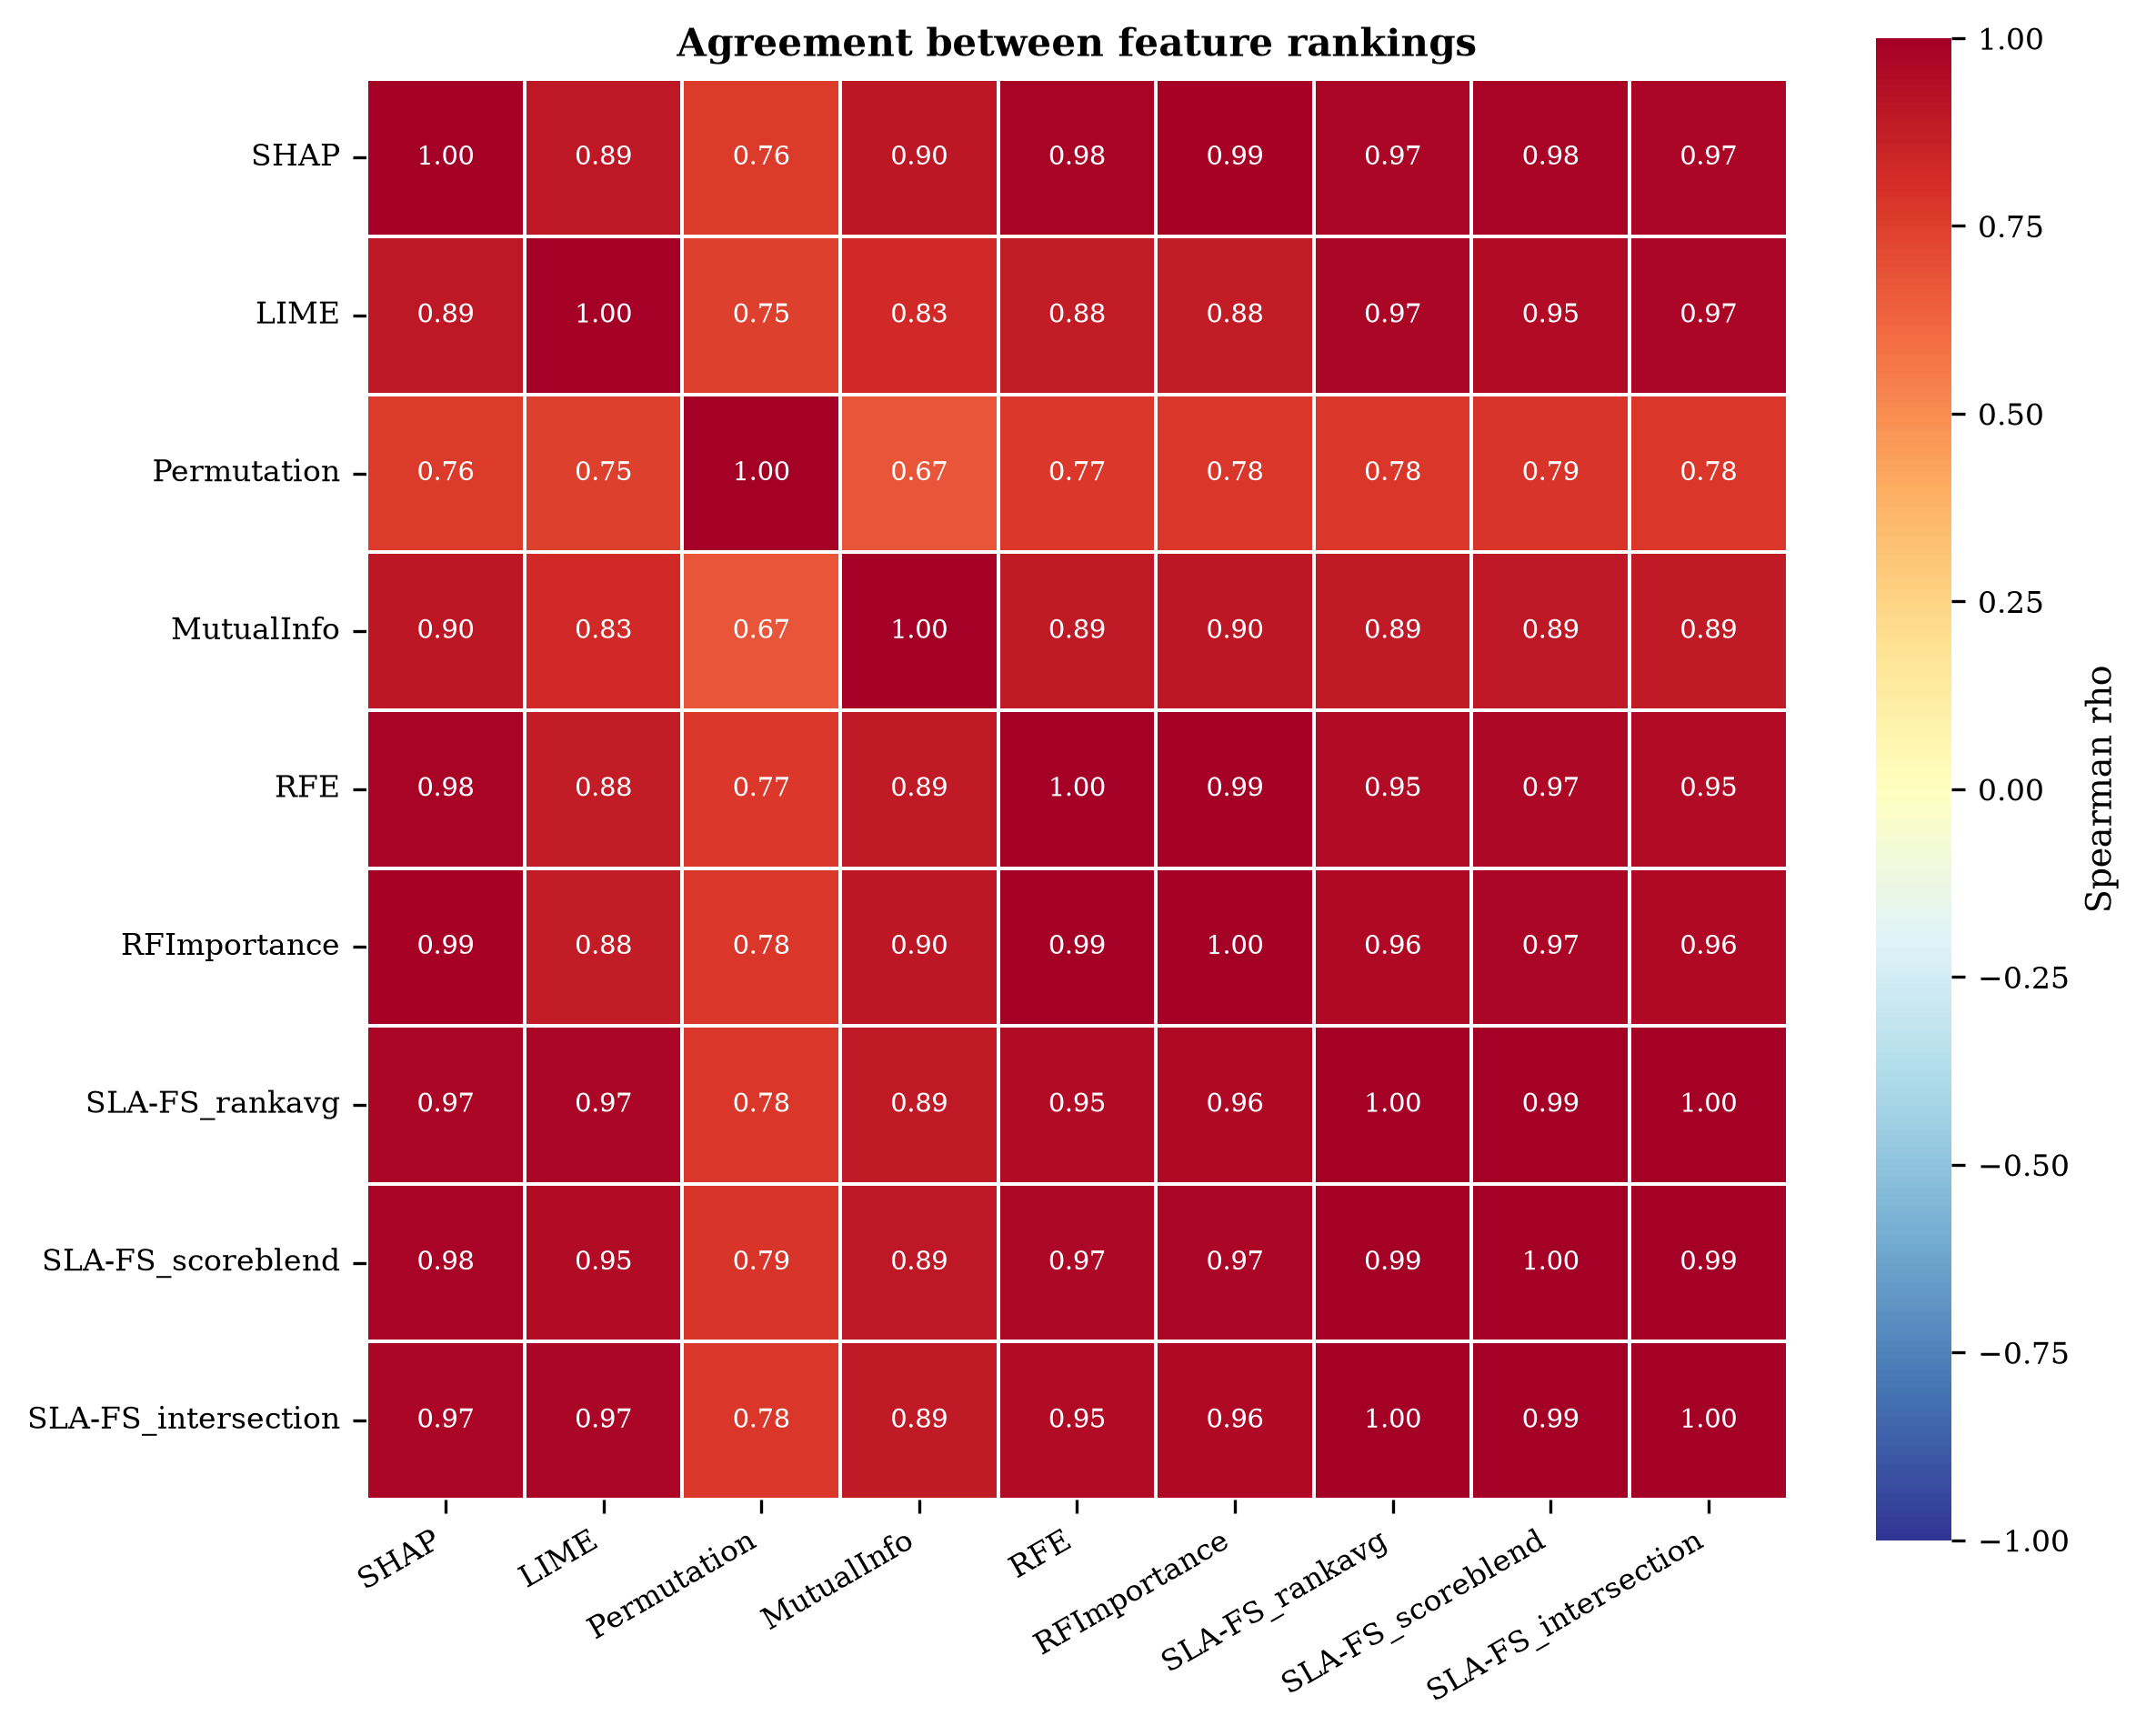 Agreement between feature rankings
SHAP 1.00 0.89 0.76 0.90 0.98 0.99 0.97 0.98 0.97
LIME 0.89 1.00 0.75 0.83 0.88 0.88 0.97 0.95 0.97
Permutation 0.76 0.75 1.00 0.67 0.77 0.78 0.78 0.79 0.78
MutualInfo 0.90 0.83 0.67 1.00 0.89 0.90 0.89 0.89 0.89
RFE 0.98 0.88 0.77 0.89 1.00 0.99 0.95 0.97 0.95
RFImportance 0.99 0.88 0.78 0.90 0.99 1.00 0.96 0.97 0.96
SLA-FS_rankavg 0.97 0.97 0.78 0.89 0.95 0.96 1.00 0.99 1.00
SLA-FS_scoreblend 0.98 0.95 0.79 0.89 0.97 0.97 0.99 1.00 0.99
SLA-FS_intersection 0.97 0.97 0.78 0.89 0.95 0.96 1.00 0.99 1.00
SHAP
LIME
Permutation
MutualInfo
RFE
RFImportance
SLA-FS_rankavg
SLA-FS_scoreblend
SLA-FS_intersection
1.00
0.75
0.50
0.25
0.00
−0.25
−0.50
−0.75
−1.00
Spearman rho